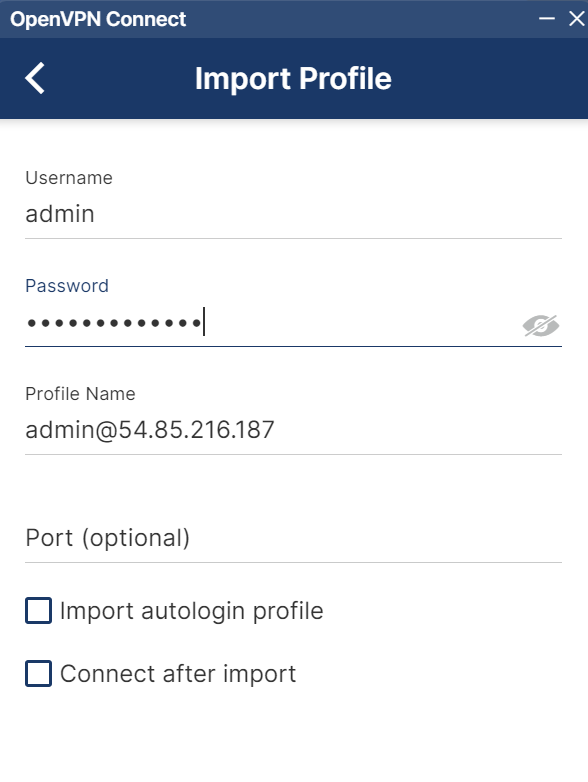 OpenVPN Connect
Import Profile
Username
admin
Password
•••••••••••••
Profile Name
admin@54.85.216.187
Port (optional)
Import autologin profile
Connect after import